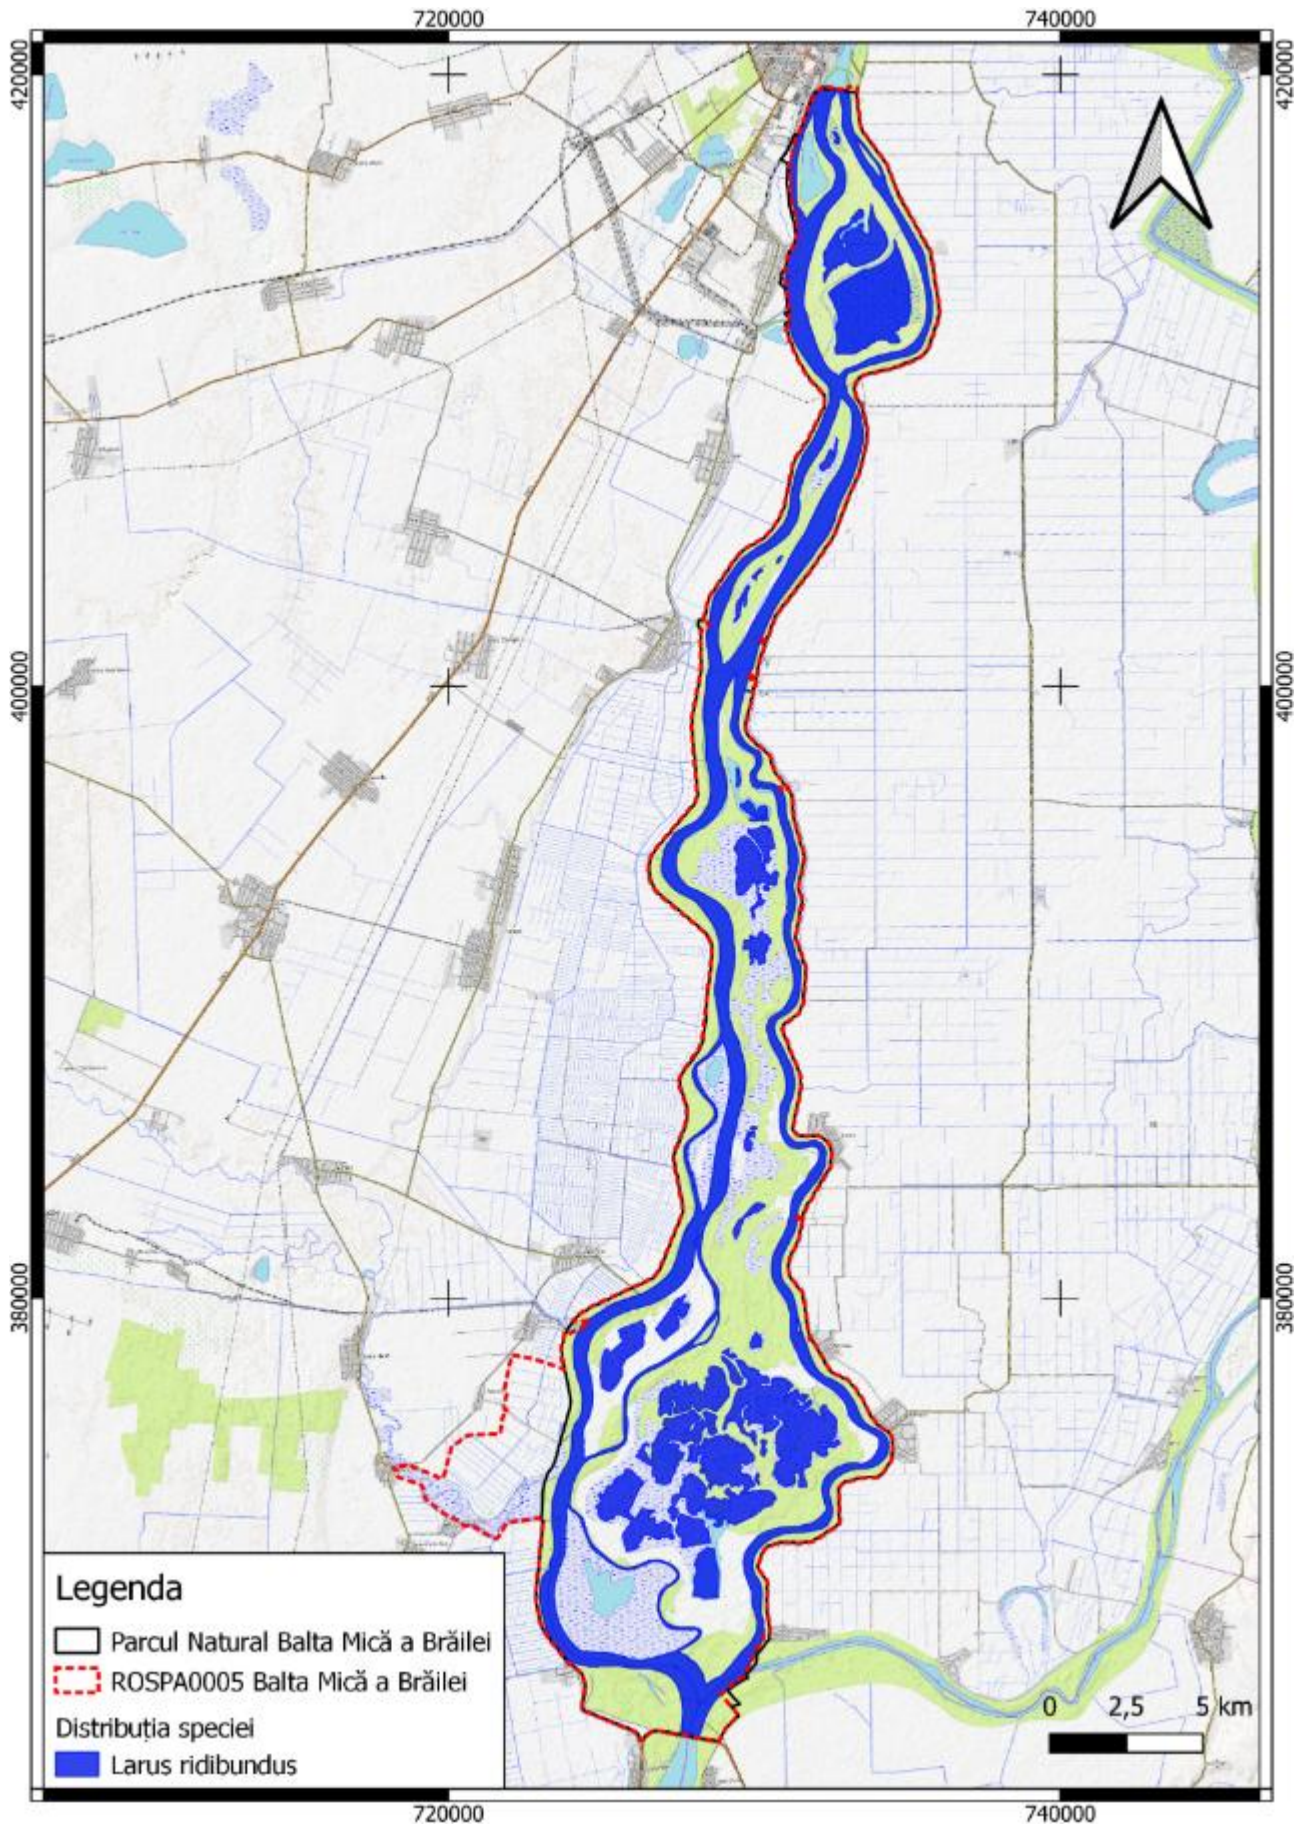 720000 740000
420000 420000
400000 400000
380000 380000
Legenda
Parcul Natural Balta Mică a Brăilei
ROSPA0005 Balta Mică a Brăilei
Distribuția speciei
Larus ridibundus
0 2,5 5 km
720000 740000